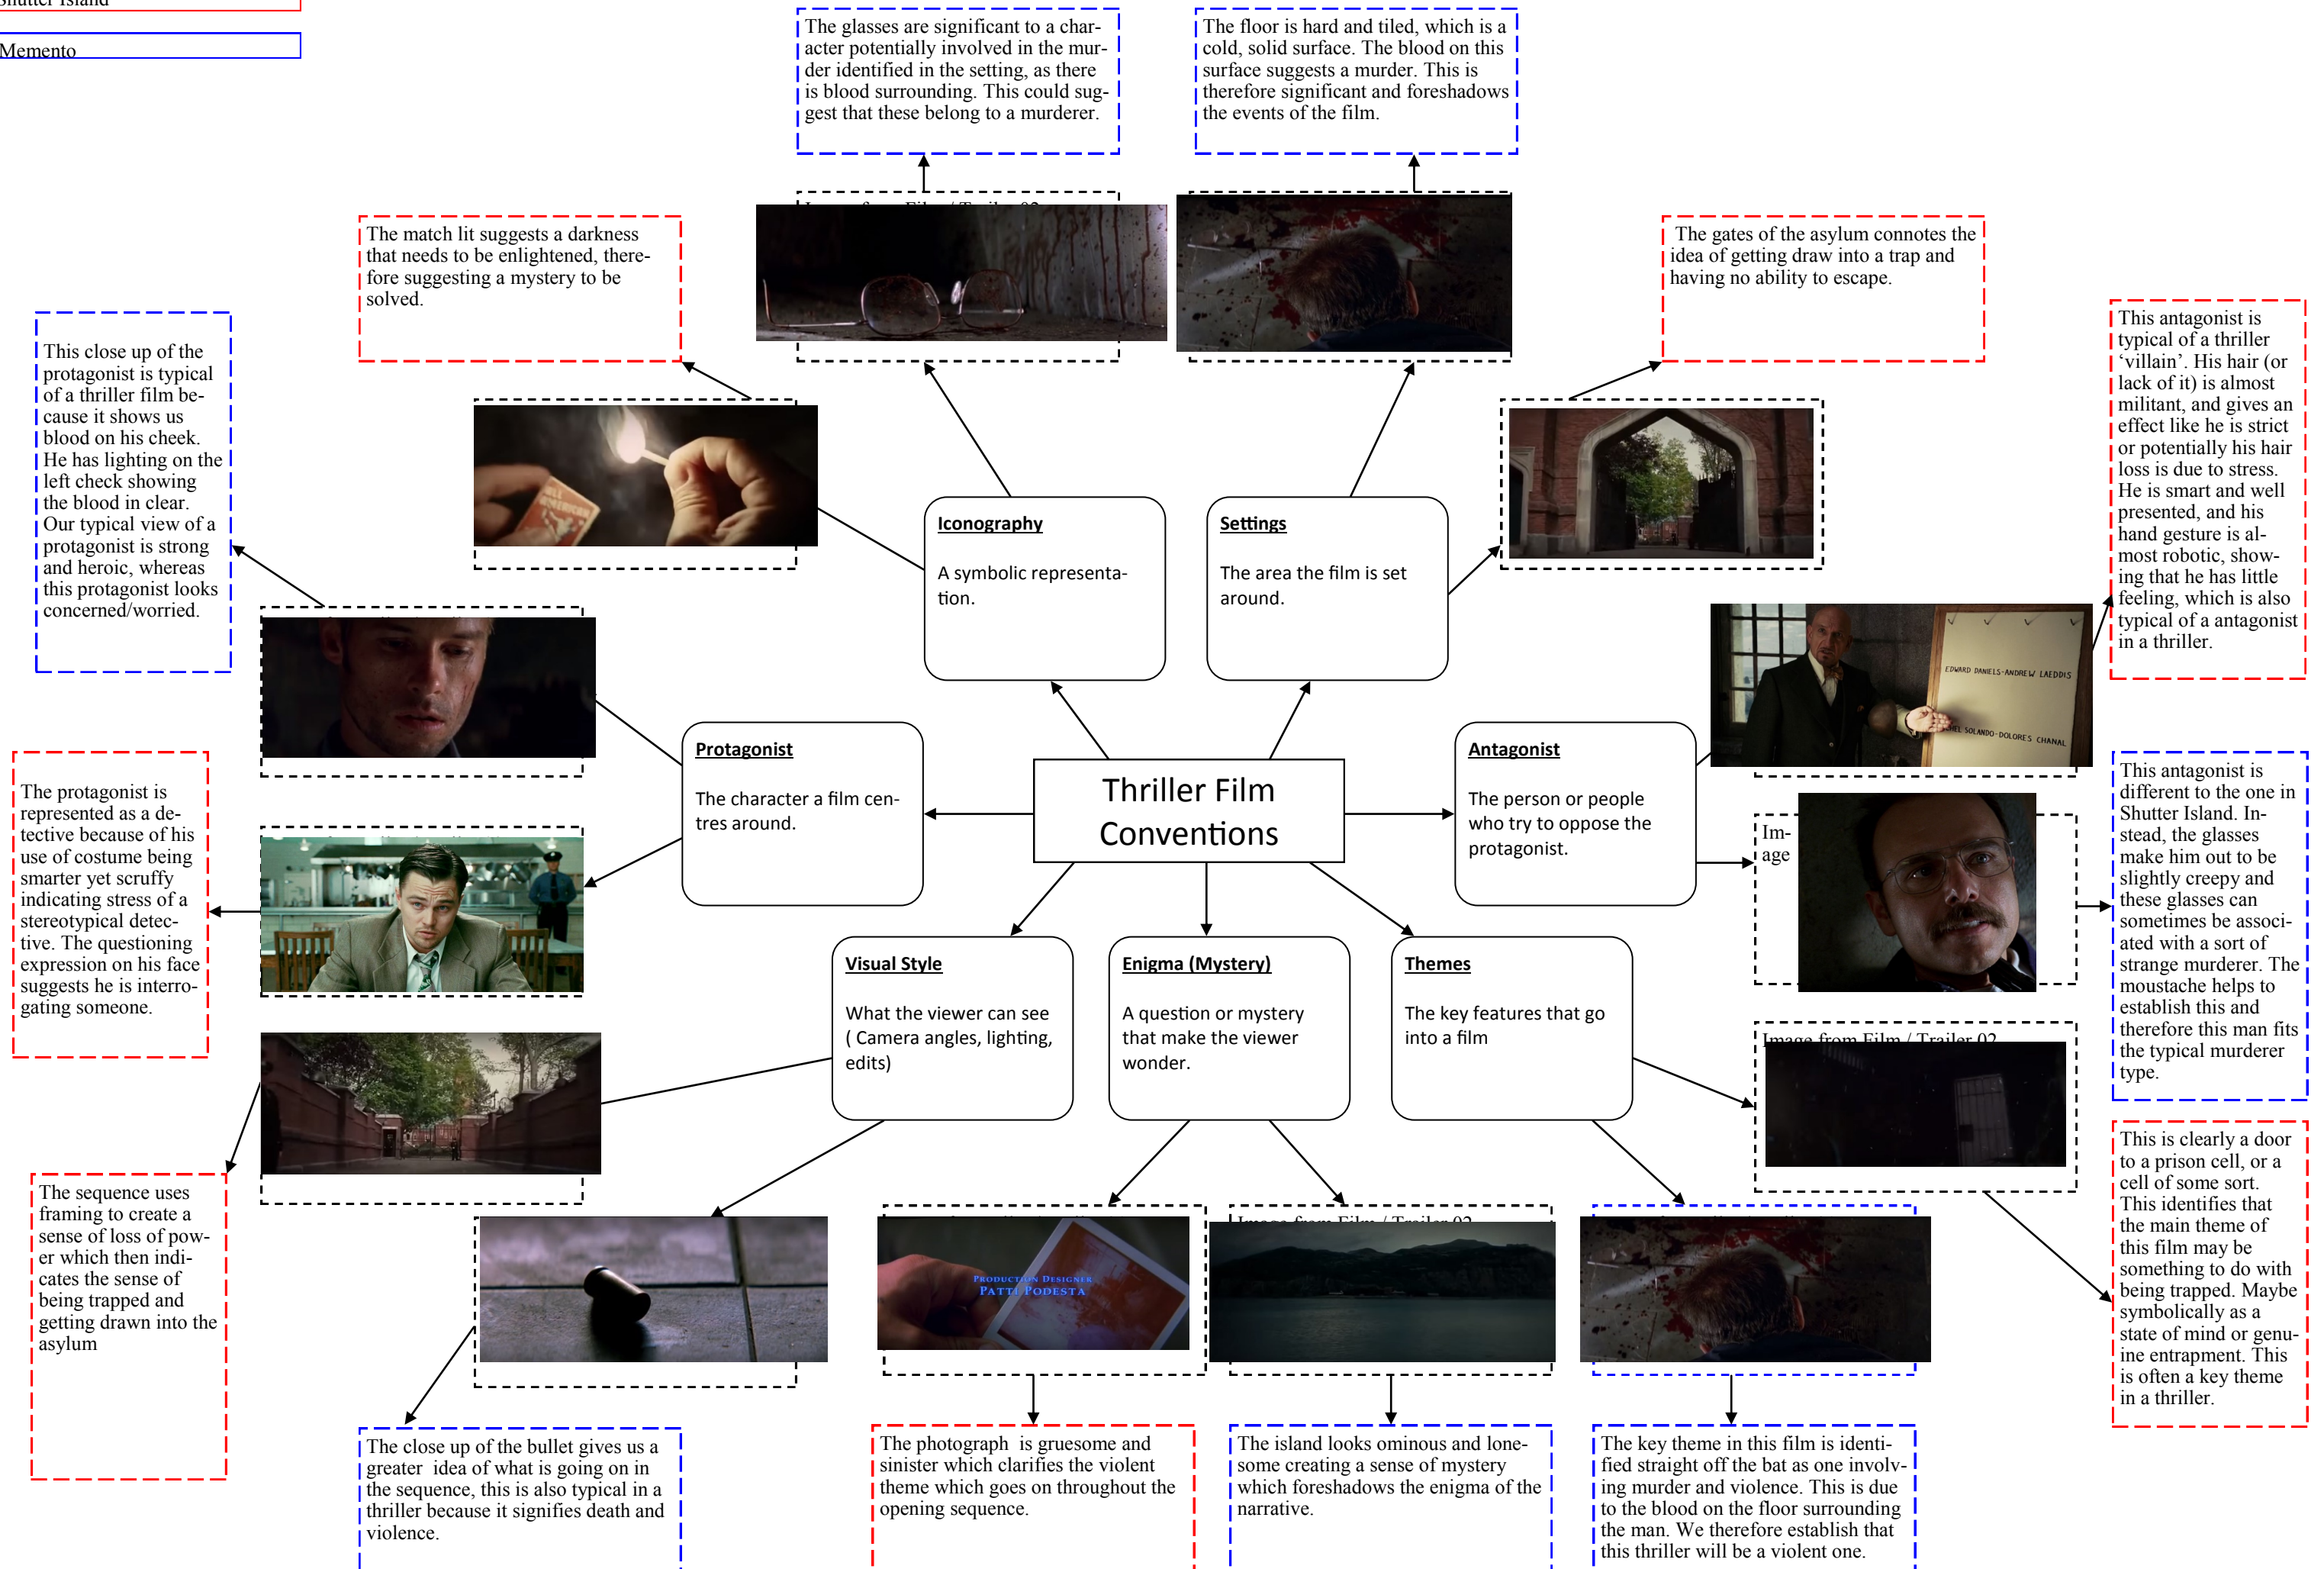 Shutter Island
Memento
The glasses are significant to a char-
acter potentially involved in the mur-
der identified in the setting, as there
is blood surrounding. This could sug-
gest that these belong to a murderer.
The floor is hard and tiled, which is a
cold, solid surface. The blood on this
surface suggests a murder. This is
therefore significant and foreshadows
the events of the film.
The match lit suggests a darkness
that needs to be enlightened, there-
fore suggesting a mystery to be
solved.
The gates of the asylum connotes the
idea of getting draw into a trap and
having no ability to escape.
This close up of the
protagonist is typical
of a thriller film be-
cause it shows us
blood on his cheek.
He has lighting on the
left check showing
the blood in clear.
Our typical view of a
protagonist is strong
and heroic, whereas
this protagonist looks
concerned/worried.
This antagonist is
typical of a thriller
‘villain’. His hair (or
lack of it) is almost
militant, and gives an
effect like he is strict
or potentially his hair
loss is due to stress.
He is smart and well
presented, and his
hand gesture is al-
most robotic, show-
ing that he has little
feeling, which is also
typical of a antagonist
in a thriller.
Iconography
A symbolic representa-
tion.
Settings
The area the film is set
around.
EDWARD DANIELS-ANDREW LAEDDIS
SOLANDO-DOLORES CHANAL
Protagonist
The character a film cen-
tres around.
Thriller Film
Conventions
Antagonist
The person or people
who try to oppose the
protagonist.
Im-
age
The protagonist is
represented as a de-
tective because of his
use of costume being
smarter yet scruffy
indicating stress of a
stereotypical detec-
tive. The questioning
expression on his face
suggests he is interro-
gating someone.
This antagonist is
different to the one in
Shutter Island. In-
stead, the glasses
make him out to be
slightly creepy and
these glasses can
sometimes be associ-
ated with a sort of
strange murderer. The
moustache helps to
establish this and
therefore this man fits
the typical murderer
type.
Visual Style
What the viewer can see
( Camera angles, lighting,
edits)
Enigma (Mystery)
A question or mystery
that make the viewer
wonder.
Themes
The key features that go
into a film
Image from Film / Trailer 02
The sequence uses
framing to create a
sense of loss of pow-
er which then indi-
cates the sense of
being trapped and
getting drawn into the
asylum
This is clearly a door
to a prison cell, or a
cell of some sort.
This identifies that
the main theme of
this film may be
something to do with
being trapped. Maybe
symbolically as a
state of mind or genu-
ine entrapment. This
is often a key theme
in a thriller.
PRODUCTION DESIGNER
PATTI PODESTA
Image from Film / Trailer 02
The close up of the bullet gives us a
greater  idea of what is going on in
the sequence, this is also typical in a
thriller because it signifies death and
violence.
The photograph  is gruesome and
sinister which clarifies the violent
theme which goes on throughout the
opening sequence.
The island looks ominous and lone-
some creating a sense of mystery
which foreshadows the enigma of the
narrative.
The key theme in this film is identi-
fied straight off the bat as one involv-
ing murder and violence. This is due
to the blood on the floor surrounding
the man. We therefore establish that
this thriller will be a violent one.